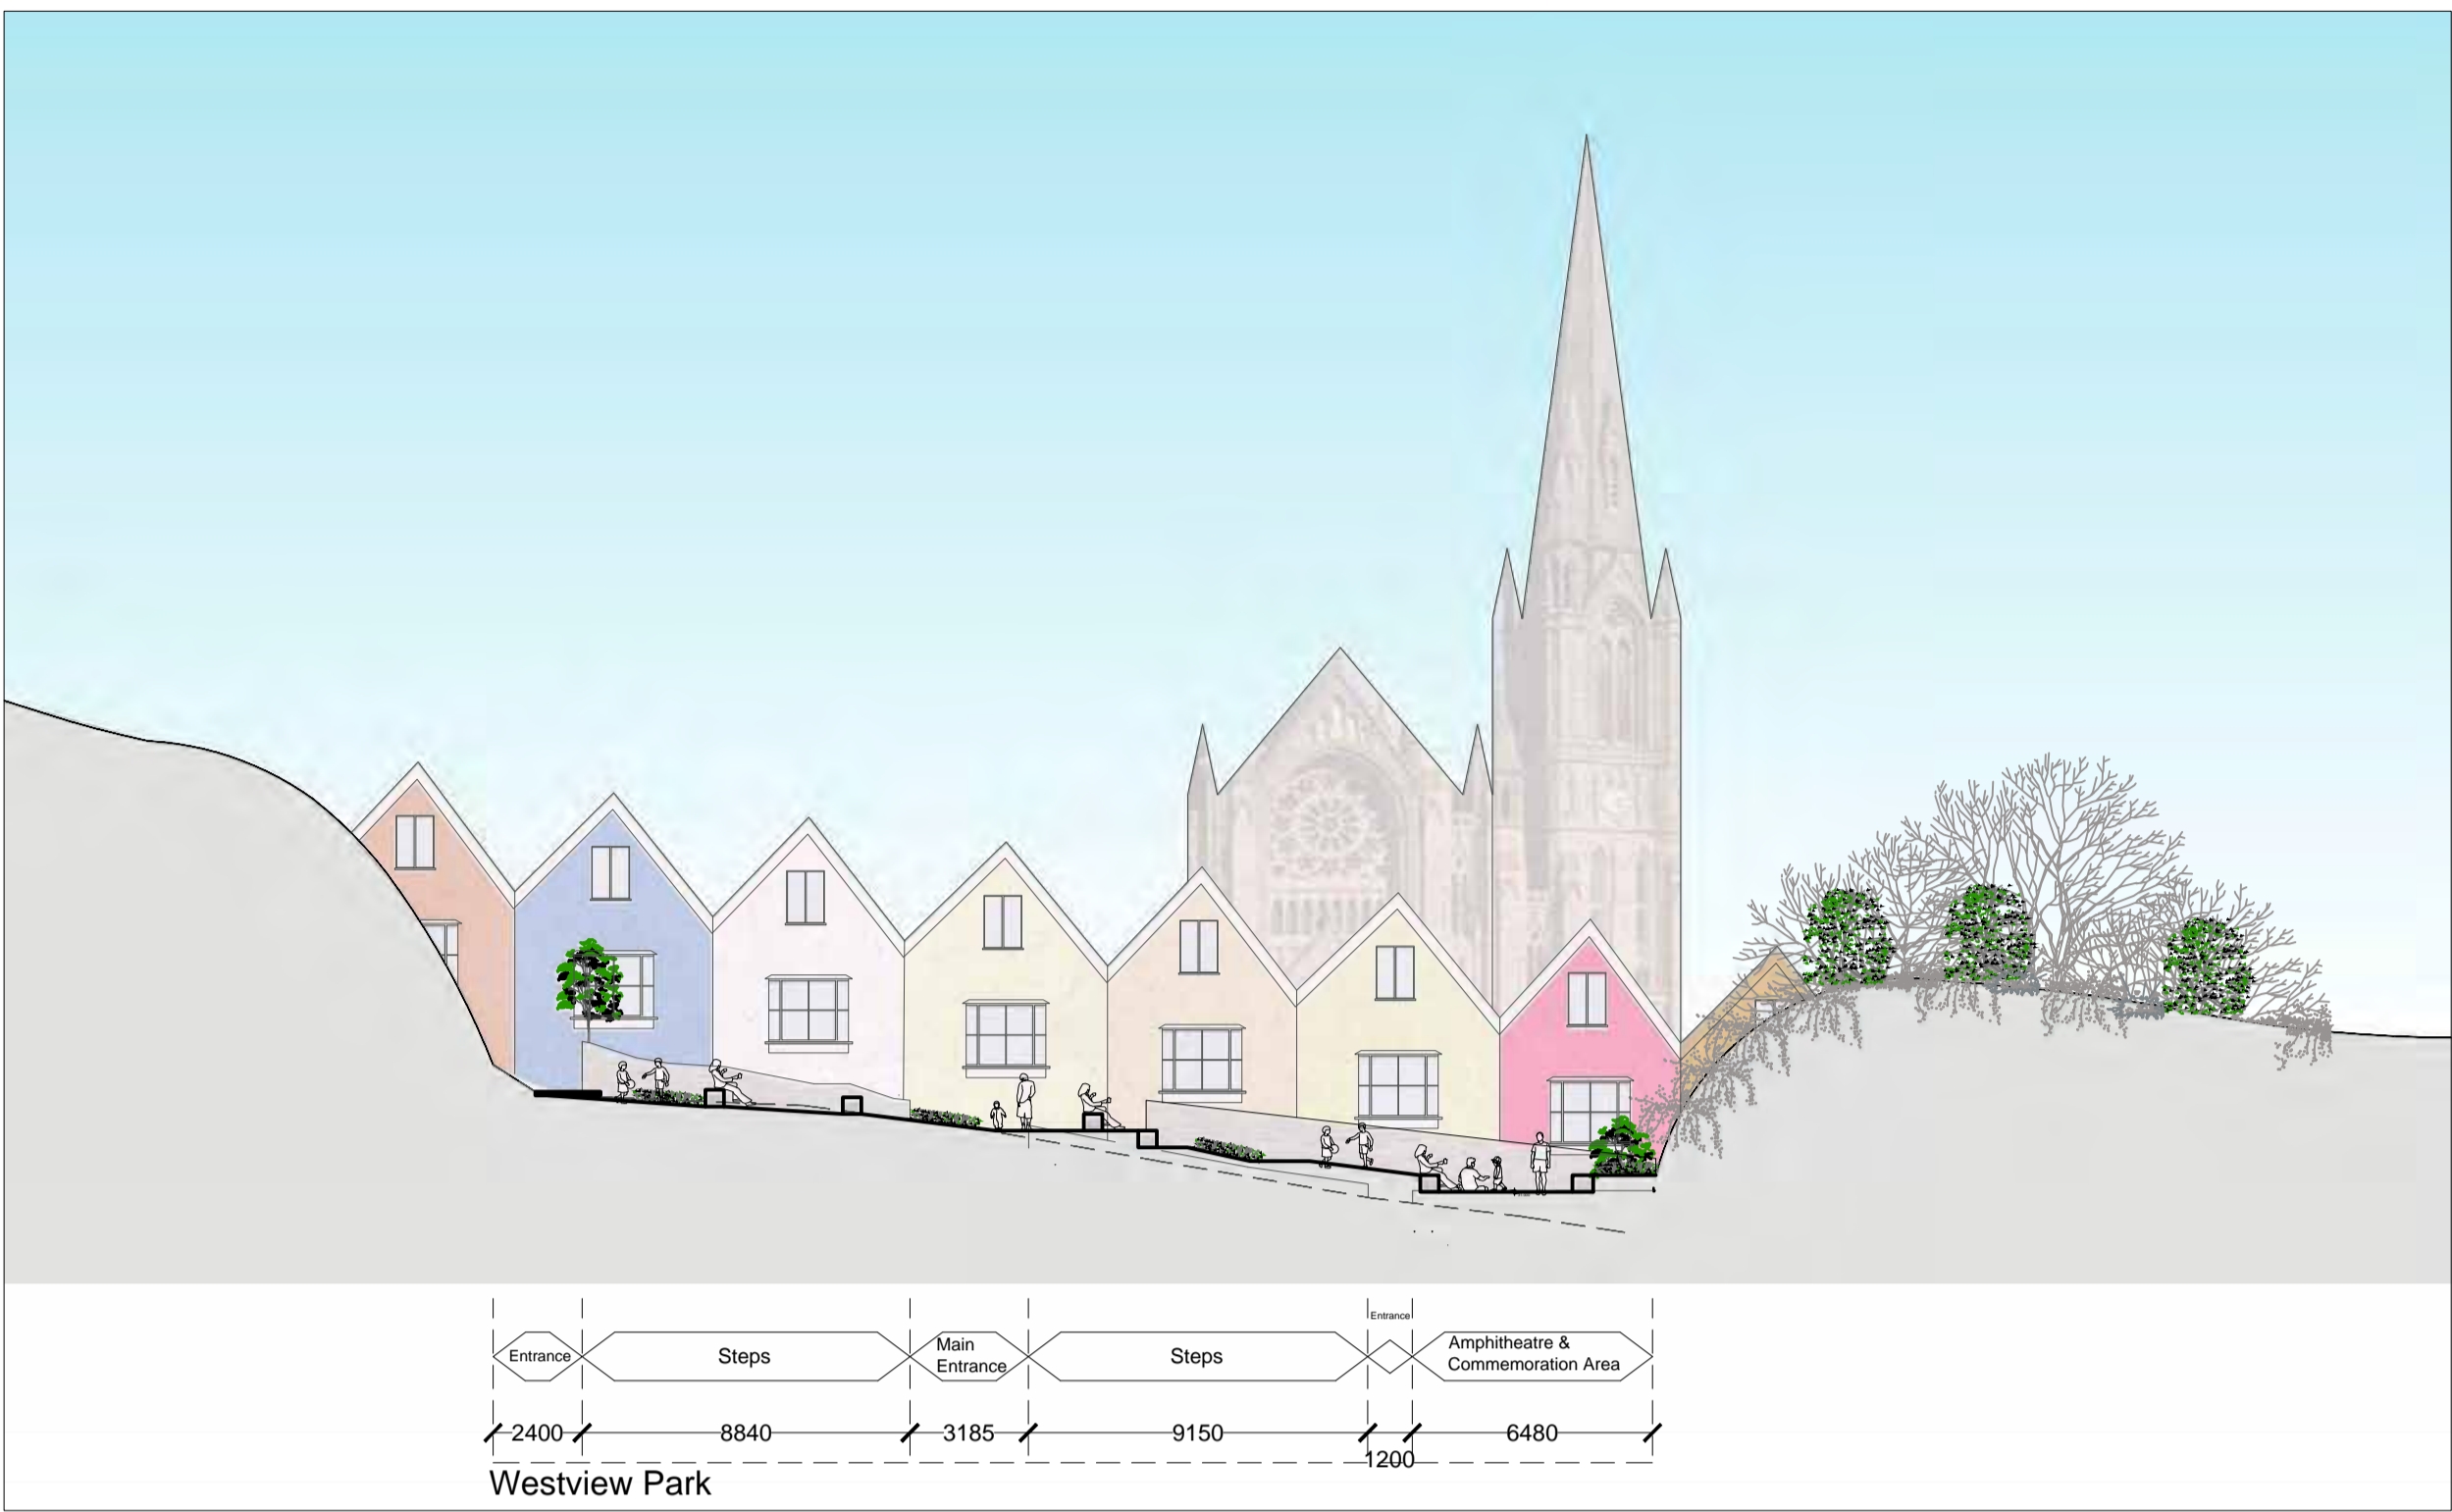 Entrance
Entrance
Steps
Main
Entrance
Steps
Amphitheatre &
Commemoration Area
2400
8840
3185
9150
1200
6480
Westview Park